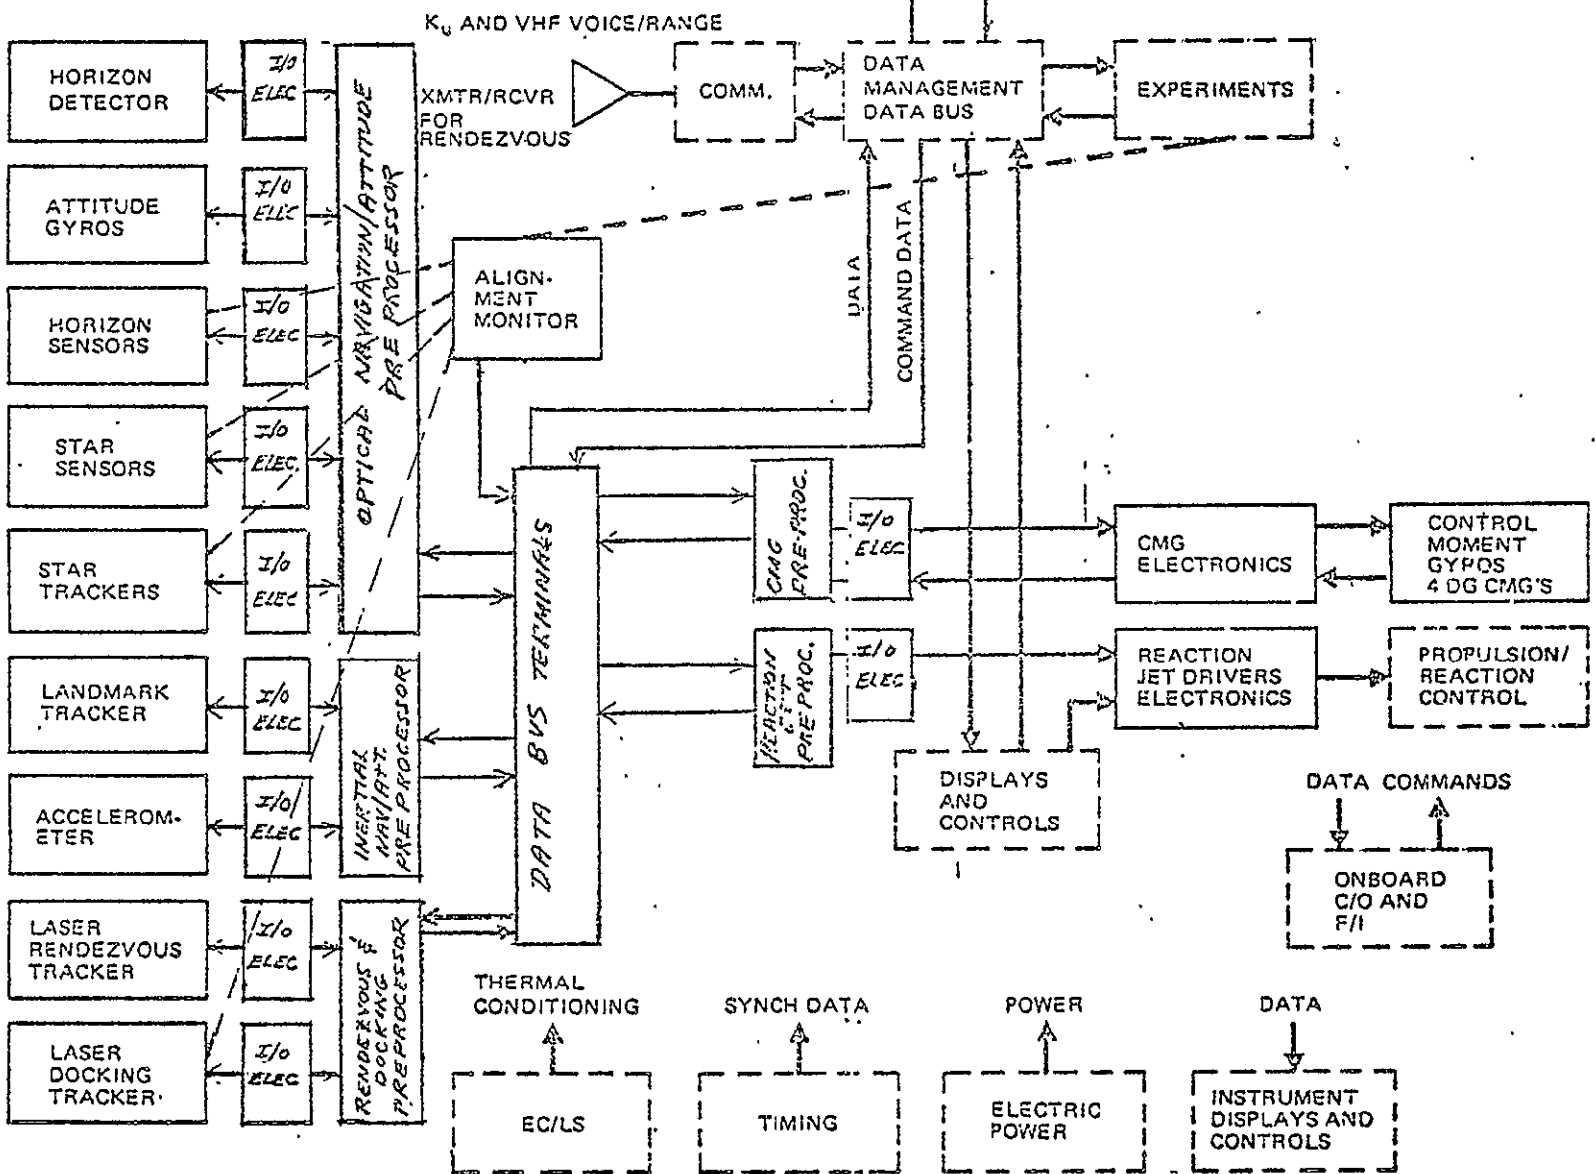 Ku AND VHF VOICE/RANGE
HORIZON
DETECTOR
I/O
ELEC
XMTR/RCVR
FOR
RENDEZVOUS
COMM.
DATA
MANAGEMENT
DATA BUS
EXPERIMENTS
ATTITUDE
GYROS
I/O
ELEC
HORIZON
SENSORS
I/O
ELEC
STAR
SENSORS
I/O
ELEC.
STAR
TRACKERS
I/O
ELEC
OPTICAL NAVIGATION/ATTITUDE
PRE PROCESSOR
ALIGN-
MENT
MONITOR
DATA
COMMAND DATA
LANDMARK
TRACKER
I/O
ELEC
ACCELEROM-
ETER
I/O/
ELEC
INERTIAL
NAV/ATT.
PRE PROCESSOR
LASER
RENDEZVOUS
TRACKER
I/O
ELEC
LASER
DOCKING
TRACKER
I/O
ELEC
RENDEZVOUS &
DOCKING
PREPROCESSOR
DATA BUS TERMINALS
CMG
PRE-PROC.
I/O
ELEC
CMG
ELECTRONICS
CONTROL
MOMENT
GYPOS
4 DG CMG'S
REACTION
JET
PRE PROC.
I/O
ELEC
REACTION
JET DRIVERS
ELECTRONICS
PROPULSION/
REACTION
CONTROL
DISPLAYS
AND
CONTROLS
DATA COMMANDS
ONBOARD
C/O AND
F/I
THERMAL
CONDITIONING
SYNCH DATA
POWER
DATA
EC/LS
TIMING
ELECTRIC
POWER
INSTRUMENT
DISPLAYS AND
CONTROLS